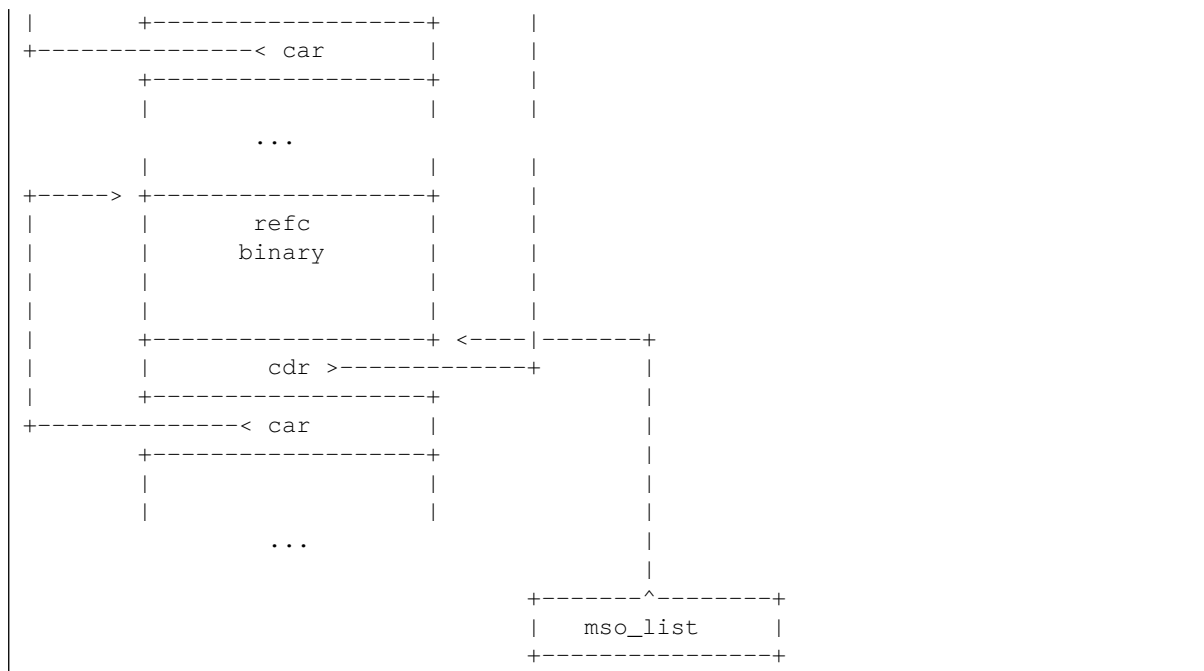 |       +------------------+      |
+--------------< car       |      |
        +------------------+      |
        |                  |      |
               ...
        |                  |      |
+-----> +------------------+      |
|       |      refc        |      |
|       |     binary       |      |
|       |                  |      |
|       |                  |      |
|       +------------------+ <----|-------+
|       |       cdr >-------------+       |
|       +------------------+              |
+-------------< car        |              |
        +------------------+              |
        |                  |              |
        |                  |              |
                ...                       |
                                          |
                                  +-------^--------+
                                  |   mso_list     |
                                  +----------------+